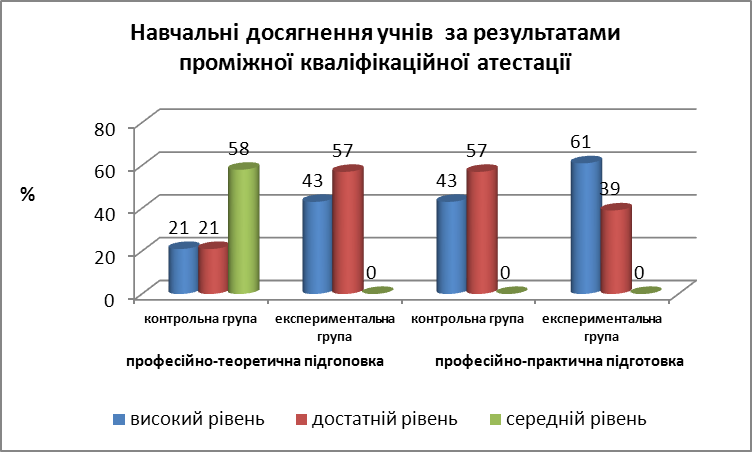 Навчальні досягнення учнів за результатами
проміжної кваліфікаційної атестації
%
80
60
40
20
0
21 21 58
43 57 0
43 57 0
61 39 0
контрольна група експериментальна група контрольна група експериментальна група
професійно-теоретична підгоповка професійно-практична підготовка
високий рівень достатній рівень середній рівень